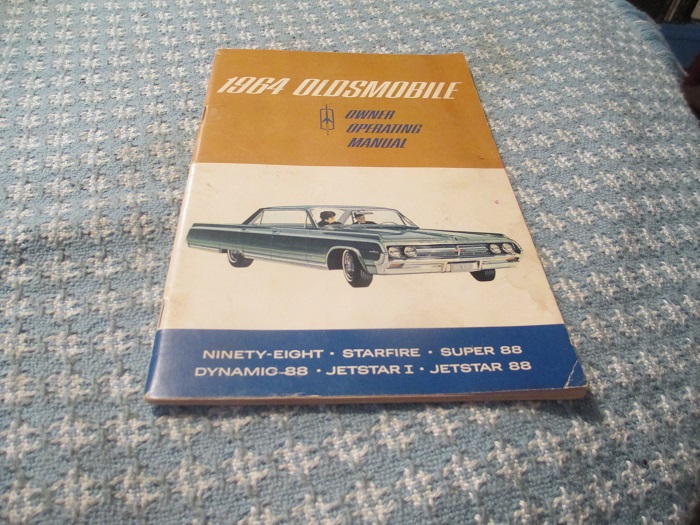 1964 OLDSMOBILE
OWNER
OPERATING
MANUAL
NINETY-EIGHT · STARFIRE · SUPER 88
DYNAMIC 88 · JETSTAR I · JETSTAR 88